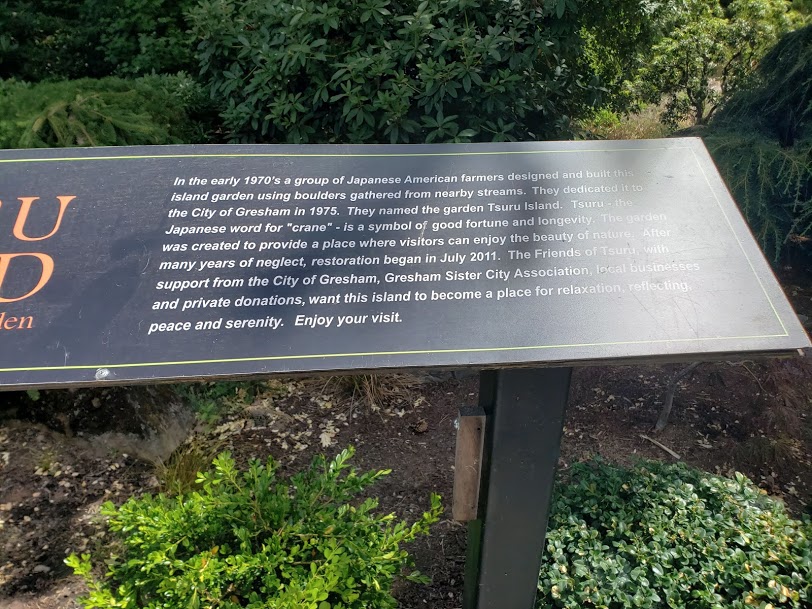 RU
D
den
In the early 1970's a group of Japanese American farmers designed and built this
island garden using boulders gathered from nearby streams. They dedicated it to
the City of Gresham in 1975. They named the garden Tsuru Island. Tsuru - the
Japanese word for "crane" - is a symbol of good fortune and longevity. The garden
was created to provide a place where visitors can enjoy the beauty of nature. After
many years of neglect, restoration began in July 2011. The Friends of Tsuru, with
support from the City of Gresham, Gresham Sister City Association, local businesses
and private donations, want this island to become a place for relaxation, reflecting,
peace and serenity. Enjoy your visit.